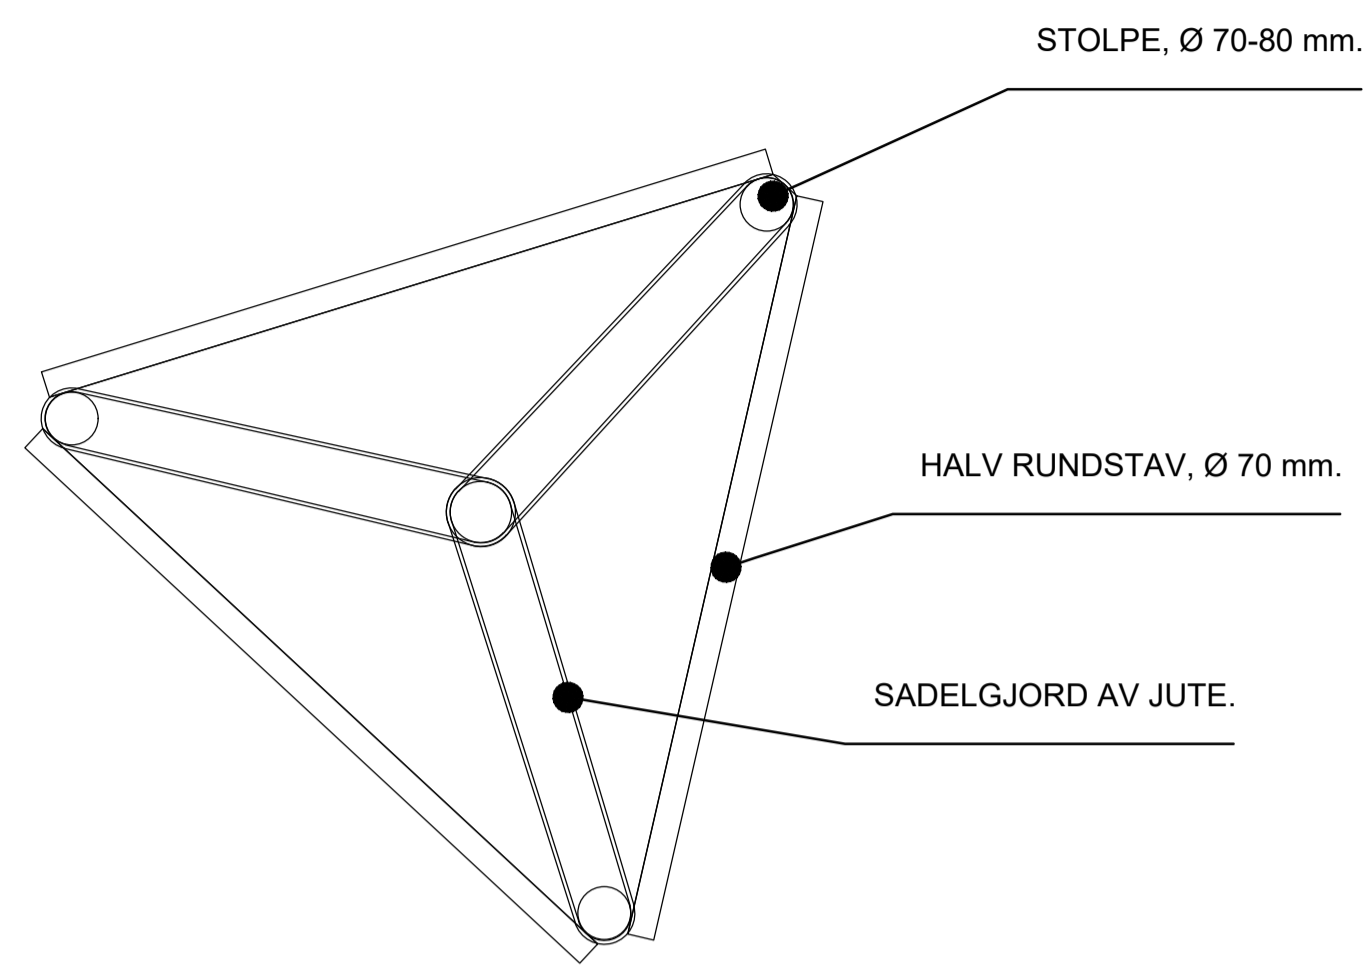 STOLPE, Ø 70-80 mm.
HALV RUNDSTAV, Ø 70 mm.
SADELGJORD AV JUTE.